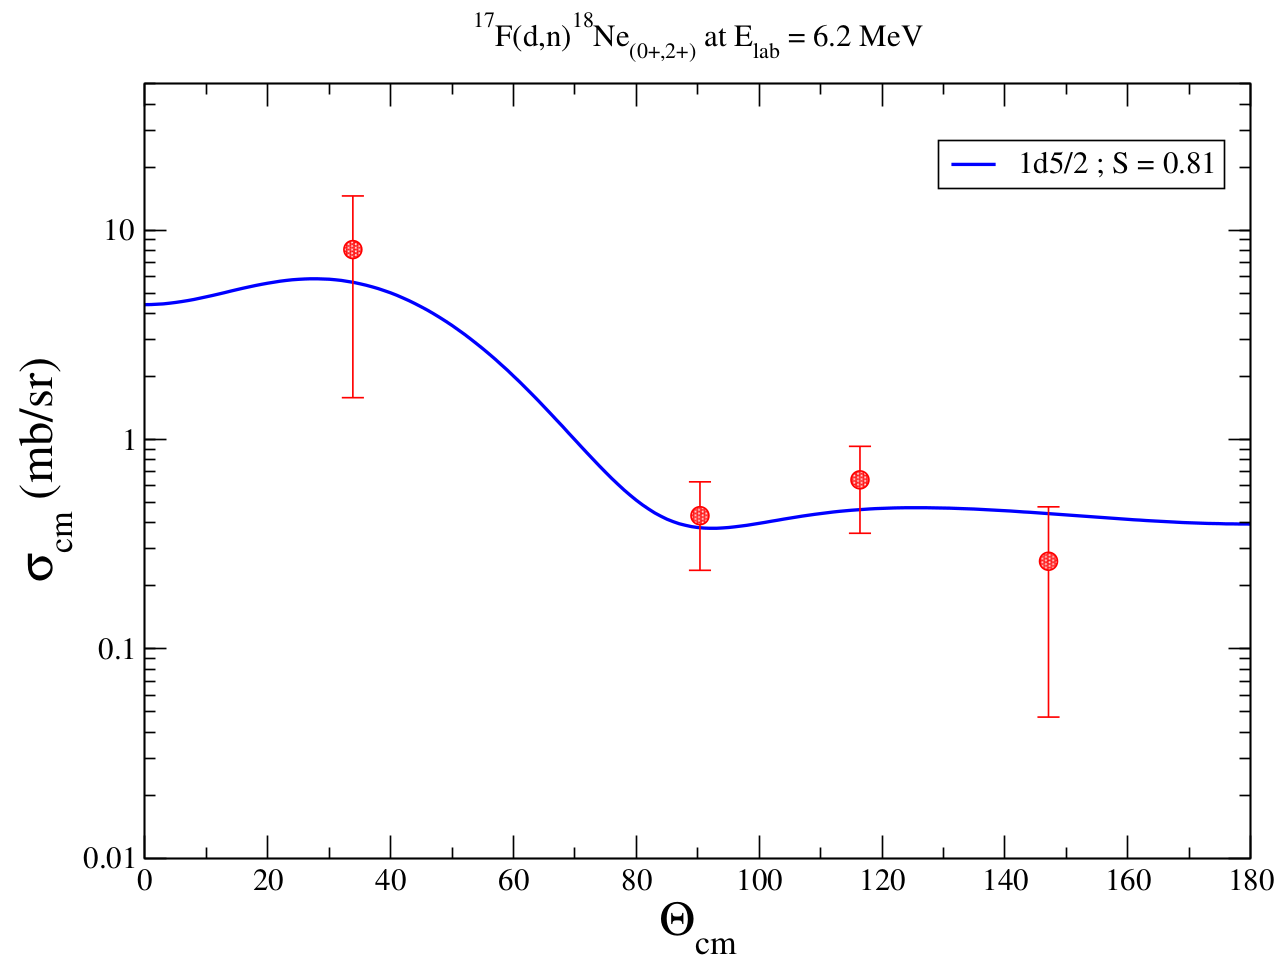 ¹⁷F(d,n)¹⁸Ne(0+,2+) at Elab = 6.2 MeV
1d5/2 ; S = 0.81
10
1
0.1
0.01
σcm (mb/sr)
0 20 40 60 80 100 120 140 160 180
Θcm